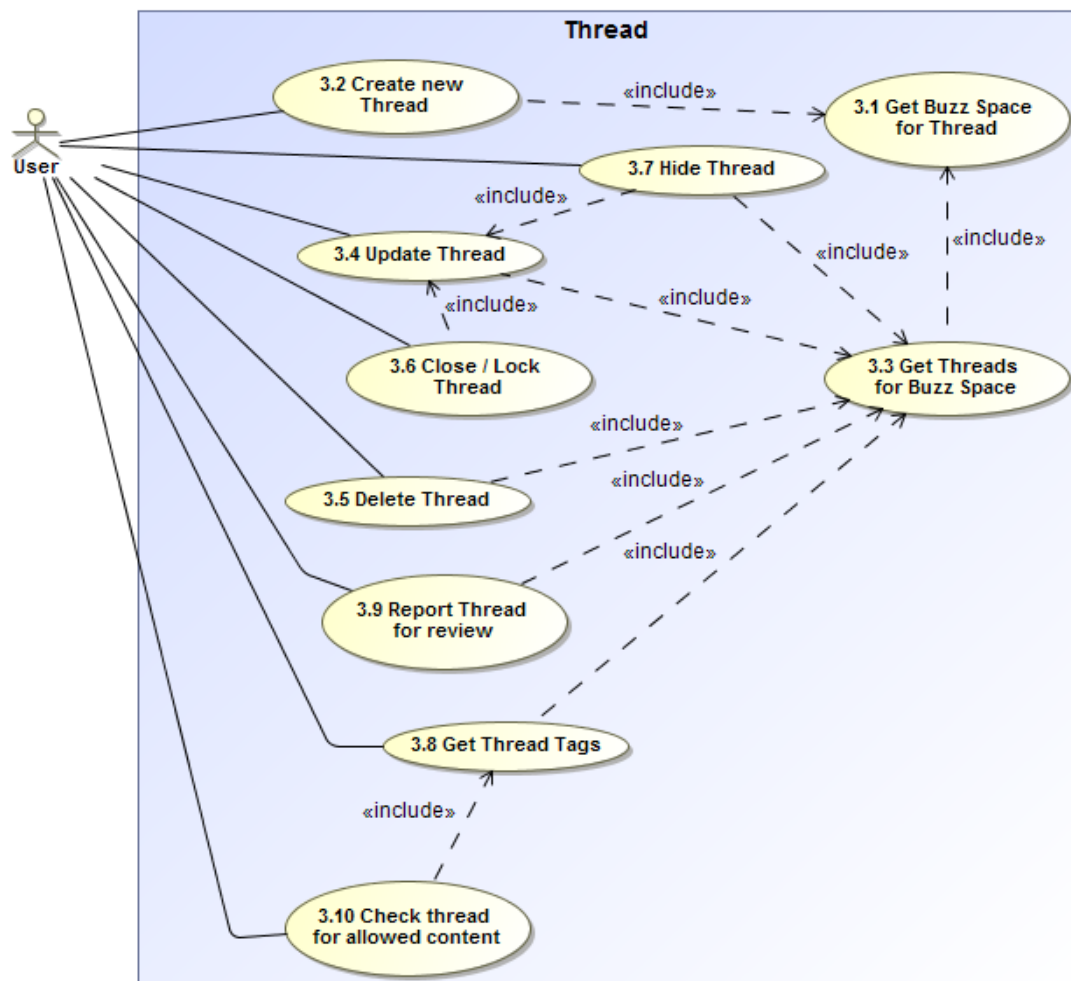 Thread
3.2 Create new
Thread
«include»
3.1 Get Buzz Space
for Thread
User
3.7 Hide Thread
«include»
«include»
«include»
3.4 Update Thread
«include»
«include»
3.6 Close / Lock
Thread
3.3 Get Threads
for Buzz Space
«include»
3.5 Delete Thread
«include»
«include»
3.9 Report Thread
for review
3.8 Get Thread Tags
«include»
3.10 Check thread
for allowed content